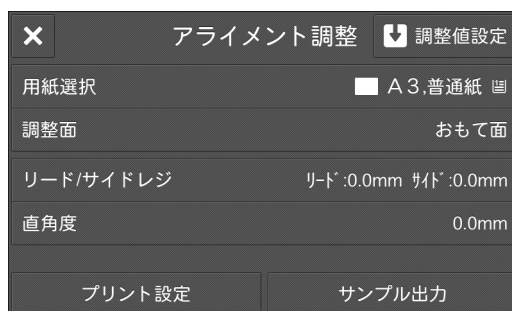 アライメント調整
調整値設定
用紙選択 A3,普通紙
調整面 おもて面
リード/サイドレジ ﾘｰﾄﾞ:0.0mm ｻｲﾄﾞ:0.0mm
直角度 0.0mm
プリント設定 サンプル出力